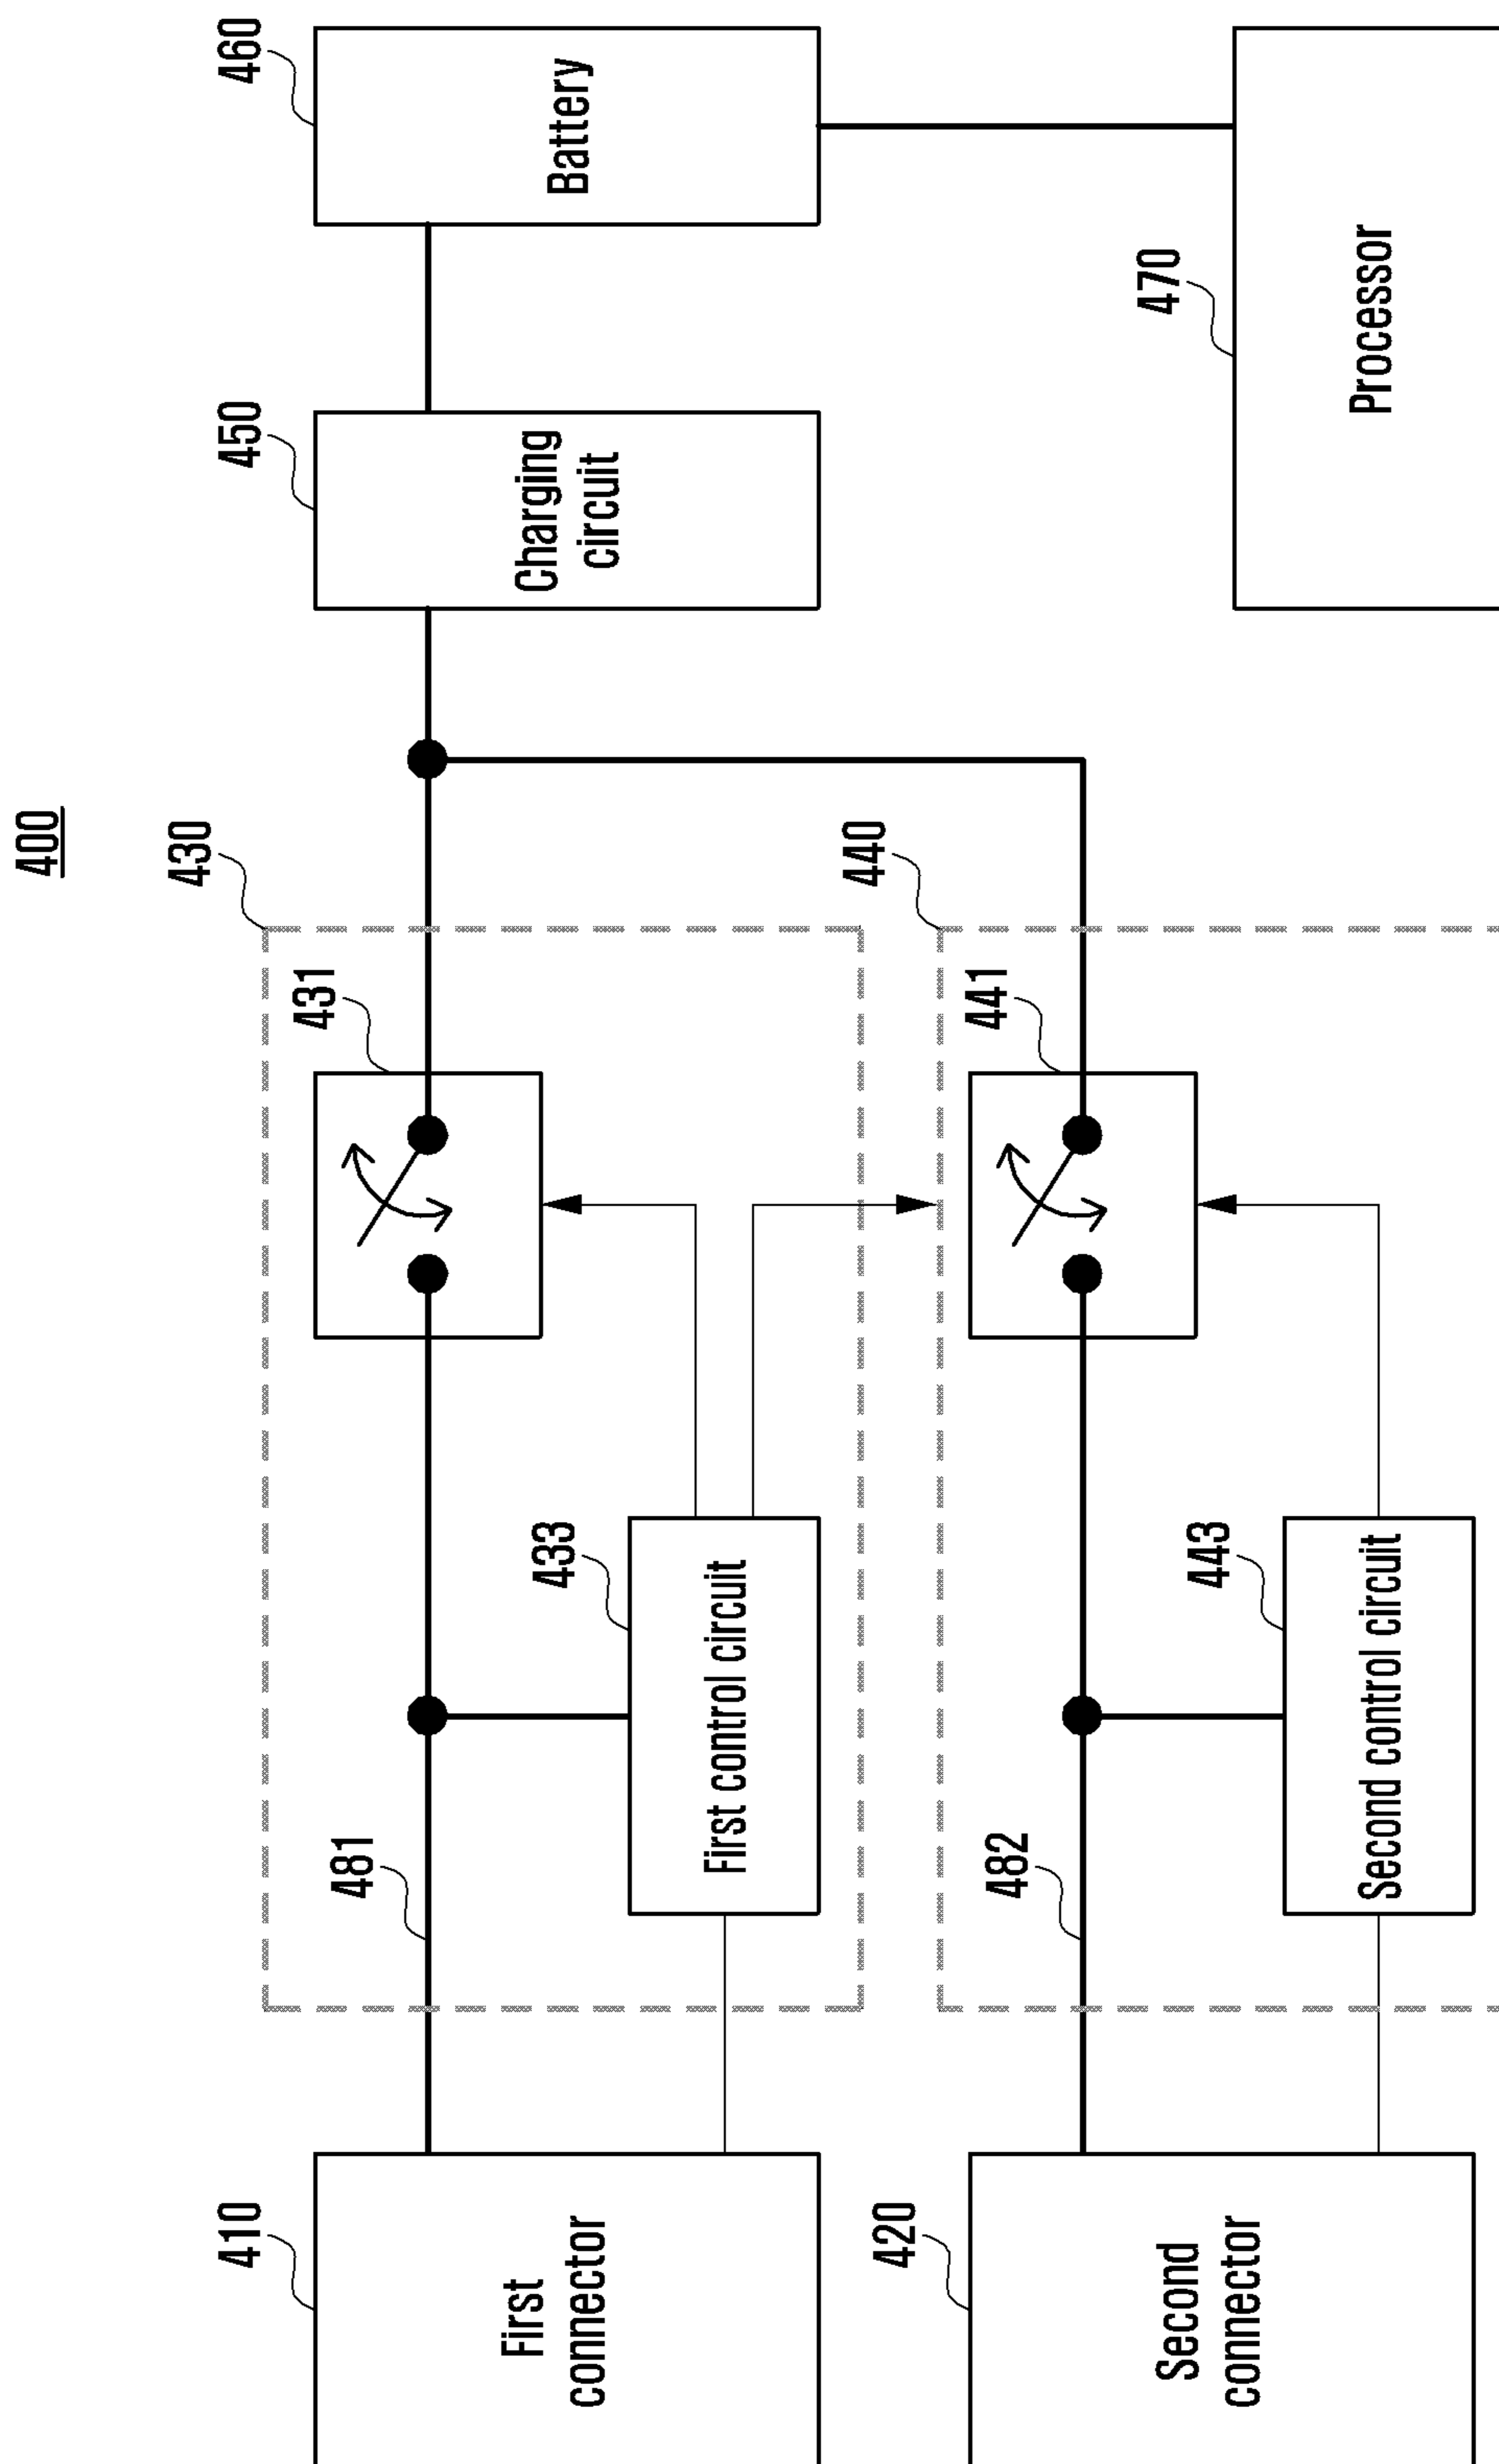 400
430
431
433
First control circuit
481
410
First
connector
440
441
443
Second control circuit
482
420
Second
connector
450
Charging
circuit
460
Battery
470
Processor